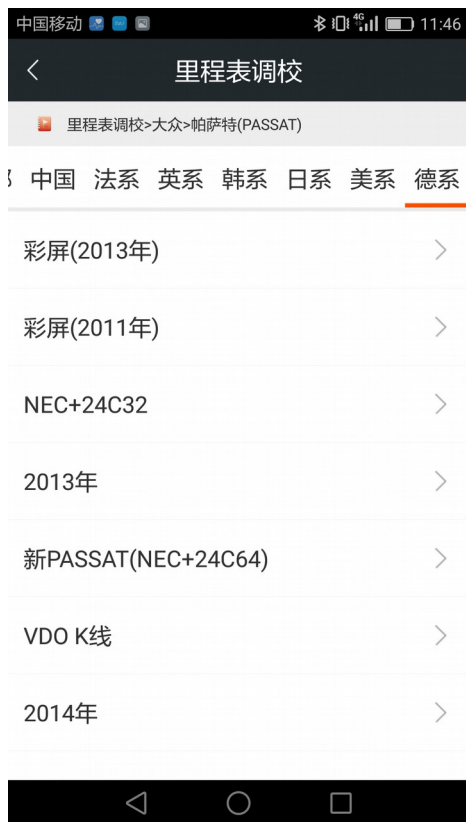 中国移动 4G 11:46
里程表调校
里程表调校>大众>帕萨特(PASSAT)
中国 法系 英系 韩系 日系 美系 德系
彩屏(2013年)
彩屏(2011年)
NEC+24C32
2013年
新PASSAT(NEC+24C64)
VDO K线
2014年